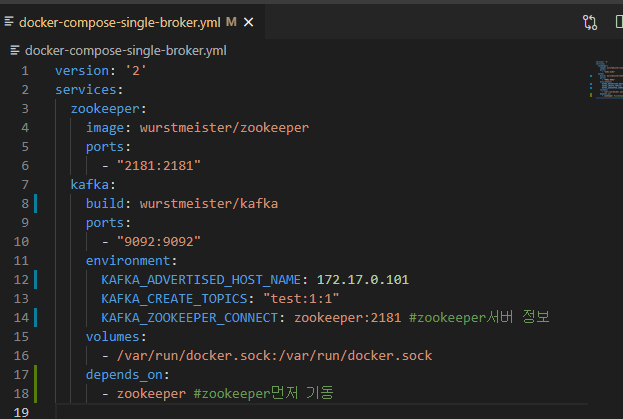 docker-compose-single-broker.yml M ×
docker-compose-single-broker.yml
1 version: '2'
2 services:
3   zookeeper:
4     image: wurstmeister/zookeeper
5     ports:
6       - "2181:2181"
7   kafka:
8     build: wurstmeister/kafka
9     ports:
10       - "9092:9092"
11     environment:
12       KAFKA_ADVERTISED_HOST_NAME: 172.17.0.101
13       KAFKA_CREATE_TOPICS: "test:1:1"
14       KAFKA_ZOOKEEPER_CONNECT: zookeeper:2181 #zookeeper서버 정보
15     volumes:
16       - /var/run/docker.sock:/var/run/docker.sock
17     depends_on:
18       - zookeeper #zookeeper먼저 기동
19